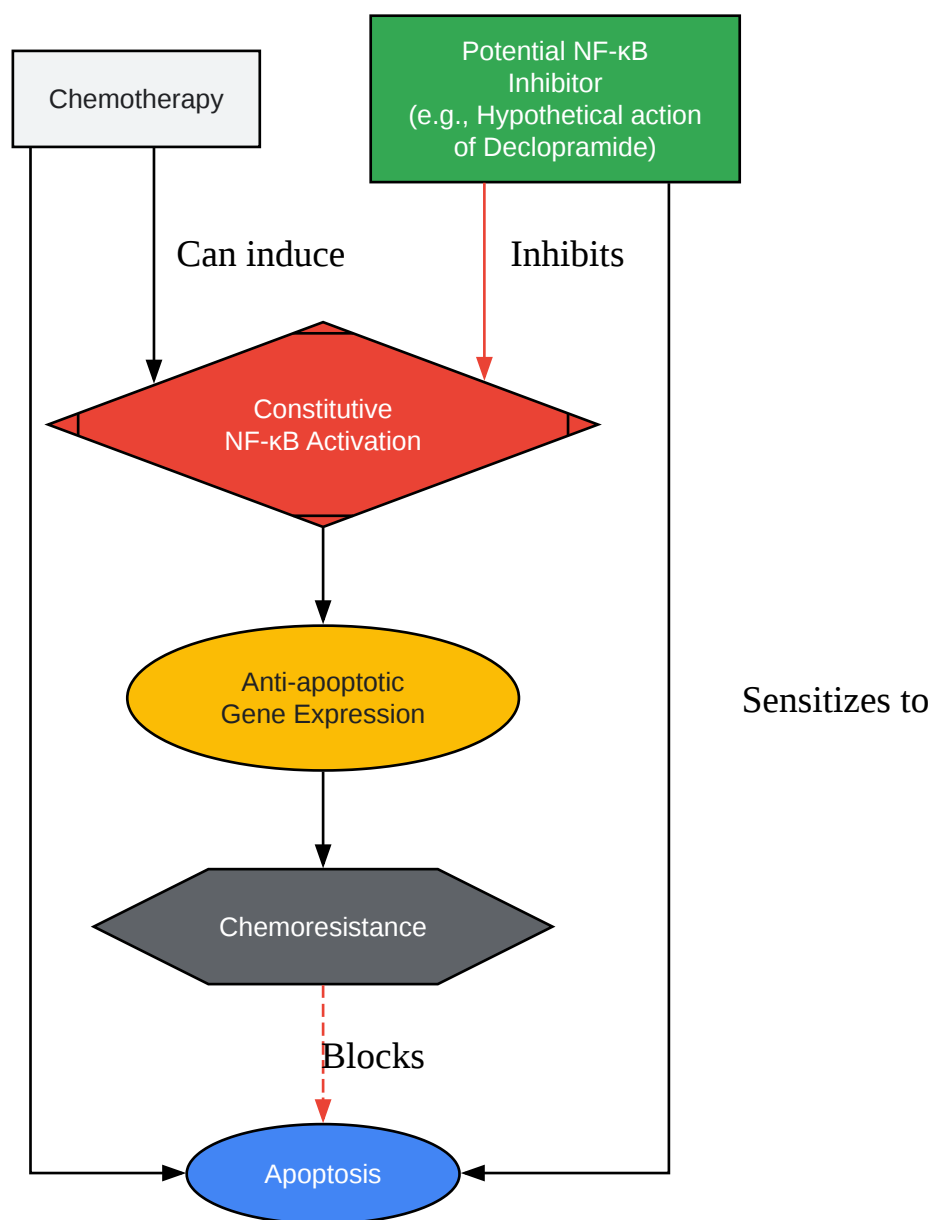 Chemotherapy
Potential NF-κB
Inhibitor
(e.g., Hypothetical action
of Declopramide)
Can induce
Inhibits
Constitutive
NF-κB Activation
Anti-apoptotic
Gene Expression
Sensitizes to
Chemoresistance
Blocks
Apoptosis